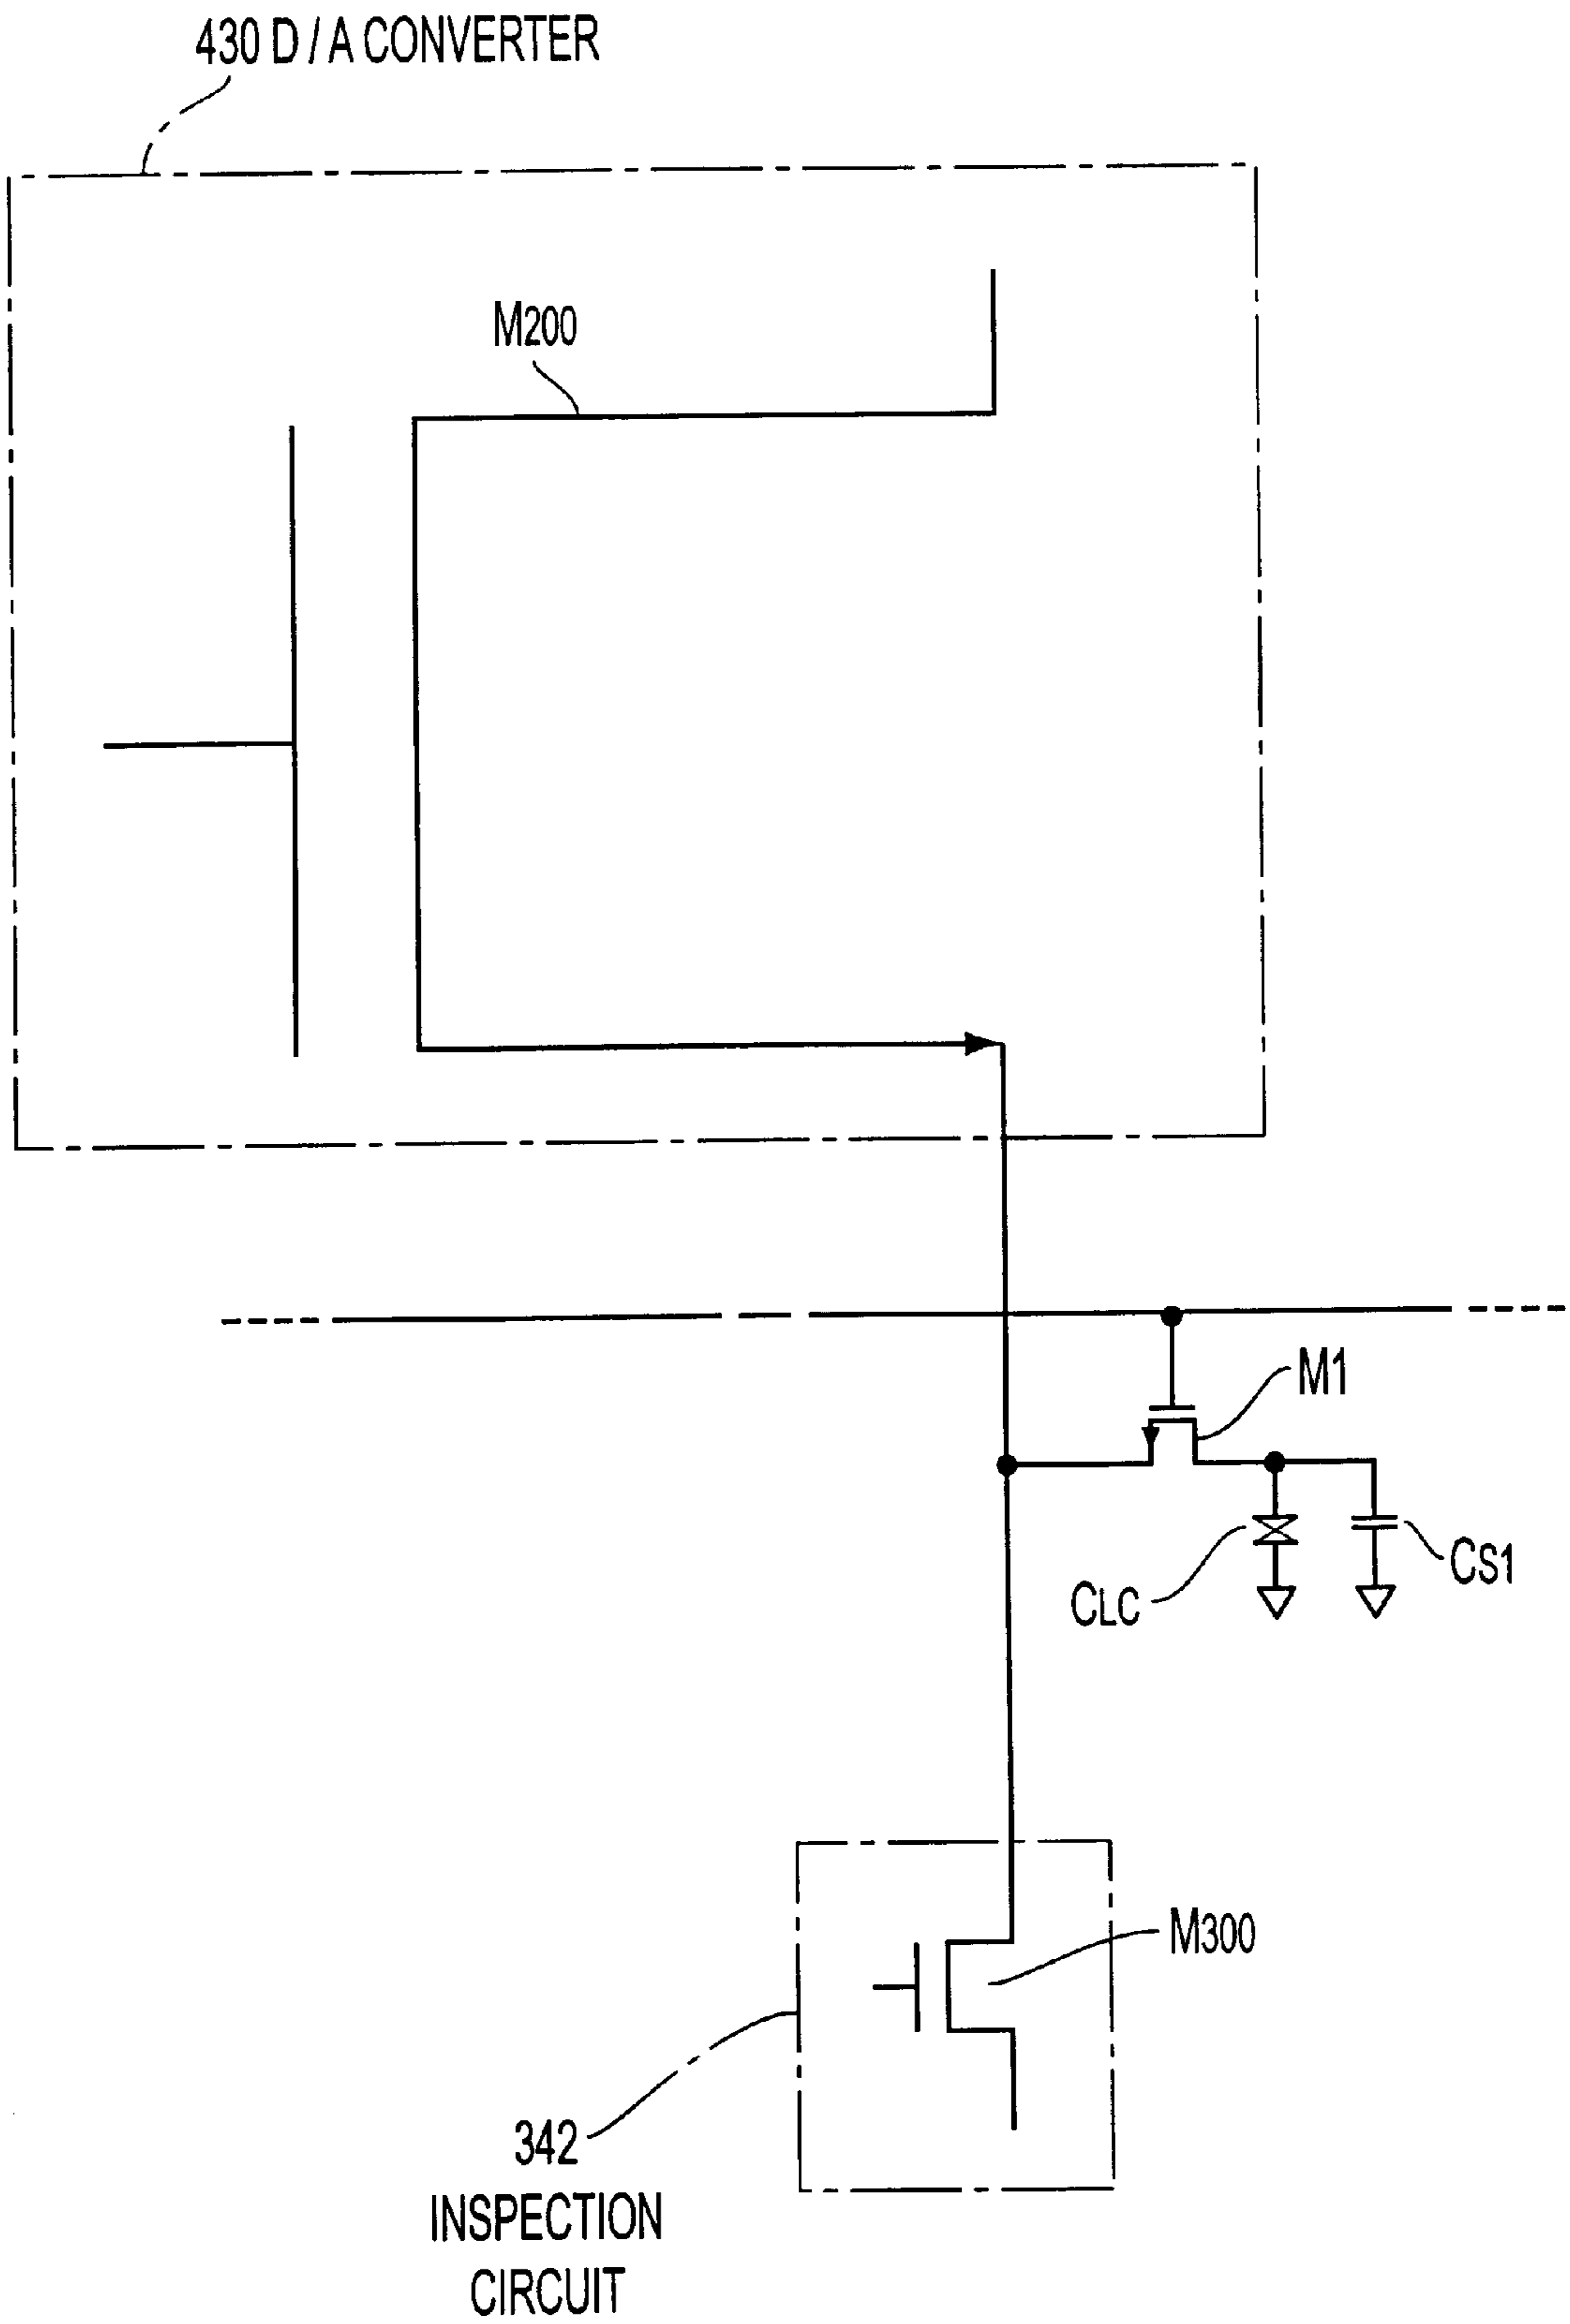 430 D/A CONVERTER
M200
M1
CS1
CLC
M300
342
INSPECTION
CIRCUIT